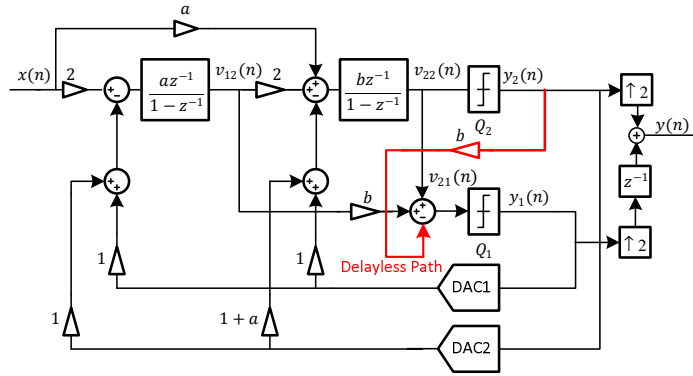 a
x(n)
2
az⁻¹
1 − z⁻¹
v₁₂(n)
2
bz⁻¹
1 − z⁻¹
v₂₂(n)
y₂(n)
Q₂
↑ 2
b
y(n)
v₂₁(n)
z⁻¹
b
y₁(n)
Q₁
↑ 2
Delayless Path
1
1
DAC1
1
1 + a
DAC2